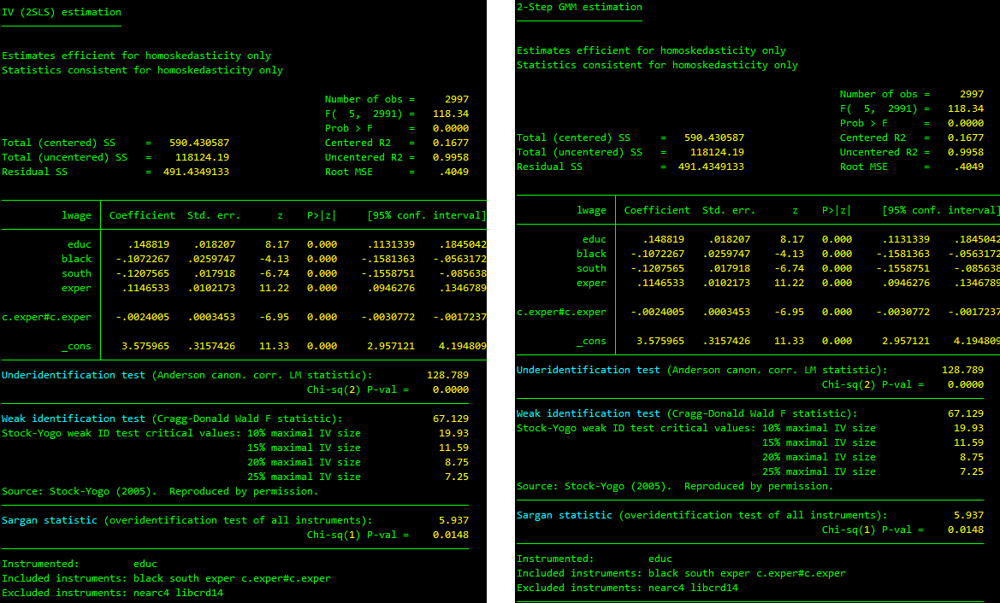 IV (2SLS) estimation
Estimates efficient for homoskedasticity only
Statistics consistent for homoskedasticity only
Number of obs = 2997
F( 5, 2991) = 118.34
Prob > F = 0.0000
Total (centered) SS = 590.430587 Centered R2 = 0.1677
Total (uncentered) SS = 118124.19 Uncentered R2 = 0.9958
Residual SS = 491.4349133 Root MSE = .4049
lwage Coefficient Std. err. z P>|z| [95% conf. interval]
educ .148819 .018207 8.17 0.000 .1131339 .1845042
black -.1072267 .0259747 -4.13 0.000 -.1581363 -.0563172
south -.1207565 .017918 -6.74 0.000 -.1558751 -.085638
exper .1146533 .0102173 11.22 0.000 .0946276 .1346789
c.exper#c.exper -.0024005 .0003453 -6.95 0.000 -.0030772 -.0017237
_cons 3.575965 .3157426 11.33 0.000 2.957121 4.194809
Underidentification test (Anderson canon. corr. LM statistic): 128.789
Chi-sq(2) P-val = 0.0000
Weak identification test (Cragg-Donald Wald F statistic): 67.129
Stock-Yogo weak ID test critical values: 10% maximal IV size 19.93
15% maximal IV size 11.59
20% maximal IV size 8.75
25% maximal IV size 7.25
Source: Stock-Yogo (2005). Reproduced by permission.
Sargan statistic (overidentification test of all instruments): 5.937
Chi-sq(1) P-val = 0.0148
Instrumented: educ
Included instruments: black south exper c.exper#c.exper
Excluded instruments: nearc4 libcrd14
2-Step GMM estimation
Estimates efficient for homoskedasticity only
Statistics consistent for homoskedasticity only
Number of obs = 2997
F( 5, 2991) = 118.34
Prob > F = 0.0000
Total (centered) SS = 590.430587 Centered R2 = 0.1677
Total (uncentered) SS = 118124.19 Uncentered R2 = 0.9958
Residual SS = 491.4349133 Root MSE = .4049
lwage Coefficient Std. err. z P>|z| [95% conf. interval]
educ .148819 .018207 8.17 0.000 .1131339 .1845042
black -.1072267 .0259747 -4.13 0.000 -.1581363 -.0563172
south -.1207565 .017918 -6.74 0.000 -.1558751 -.085638
exper .1146533 .0102173 11.22 0.000 .0946276 .1346789
c.exper#c.exper -.0024005 .0003453 -6.95 0.000 -.0030772 -.0017237
_cons 3.575965 .3157426 11.33 0.000 2.957121 4.194809
Underidentification test (Anderson canon. corr. LM statistic): 128.789
Chi-sq(2) P-val = 0.0000
Weak identification test (Cragg-Donald Wald F statistic): 67.129
Stock-Yogo weak ID test critical values: 10% maximal IV size 19.93
15% maximal IV size 11.59
20% maximal IV size 8.75
25% maximal IV size 7.25
Source: Stock-Yogo (2005). Reproduced by permission.
Sargan statistic (overidentification test of all instruments): 5.937
Chi-sq(1) P-val = 0.0148
Instrumented: educ
Included instruments: black south exper c.exper#c.exper
Excluded instruments: nearc4 libcrd14